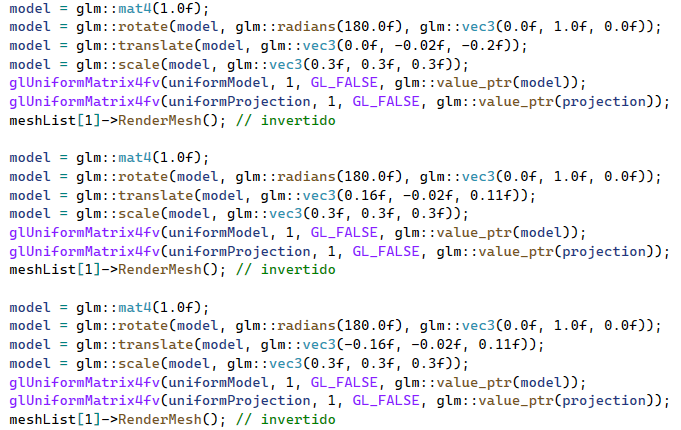 model = glm::mat4(1.0f);
model = glm::rotate(model, glm::radians(180.0f), glm::vec3(0.0f, 1.0f, 0.0f));
model = glm::translate(model, glm::vec3(0.0f, -0.02f, -0.2f));
model = glm::scale(model, glm::vec3(0.3f, 0.3f, 0.3f));
glUniformMatrix4fv(uniformModel, 1, GL_FALSE, glm::value_ptr(model));
glUniformMatrix4fv(uniformProjection, 1, GL_FALSE, glm::value_ptr(projection));
meshList[1]->RenderMesh(); // invertido

model = glm::mat4(1.0f);
model = glm::rotate(model, glm::radians(180.0f), glm::vec3(0.0f, 1.0f, 0.0f));
model = glm::translate(model, glm::vec3(0.16f, -0.02f, 0.11f));
model = glm::scale(model, glm::vec3(0.3f, 0.3f, 0.3f));
glUniformMatrix4fv(uniformModel, 1, GL_FALSE, glm::value_ptr(model));
glUniformMatrix4fv(uniformProjection, 1, GL_FALSE, glm::value_ptr(projection));
meshList[1]->RenderMesh(); // invertido

model = glm::mat4(1.0f);
model = glm::rotate(model, glm::radians(180.0f), glm::vec3(0.0f, 1.0f, 0.0f));
model = glm::translate(model, glm::vec3(-0.16f, -0.02f, 0.11f));
model = glm::scale(model, glm::vec3(0.3f, 0.3f, 0.3f));
glUniformMatrix4fv(uniformModel, 1, GL_FALSE, glm::value_ptr(model));
glUniformMatrix4fv(uniformProjection, 1, GL_FALSE, glm::value_ptr(projection));
meshList[1]->RenderMesh(); // invertido